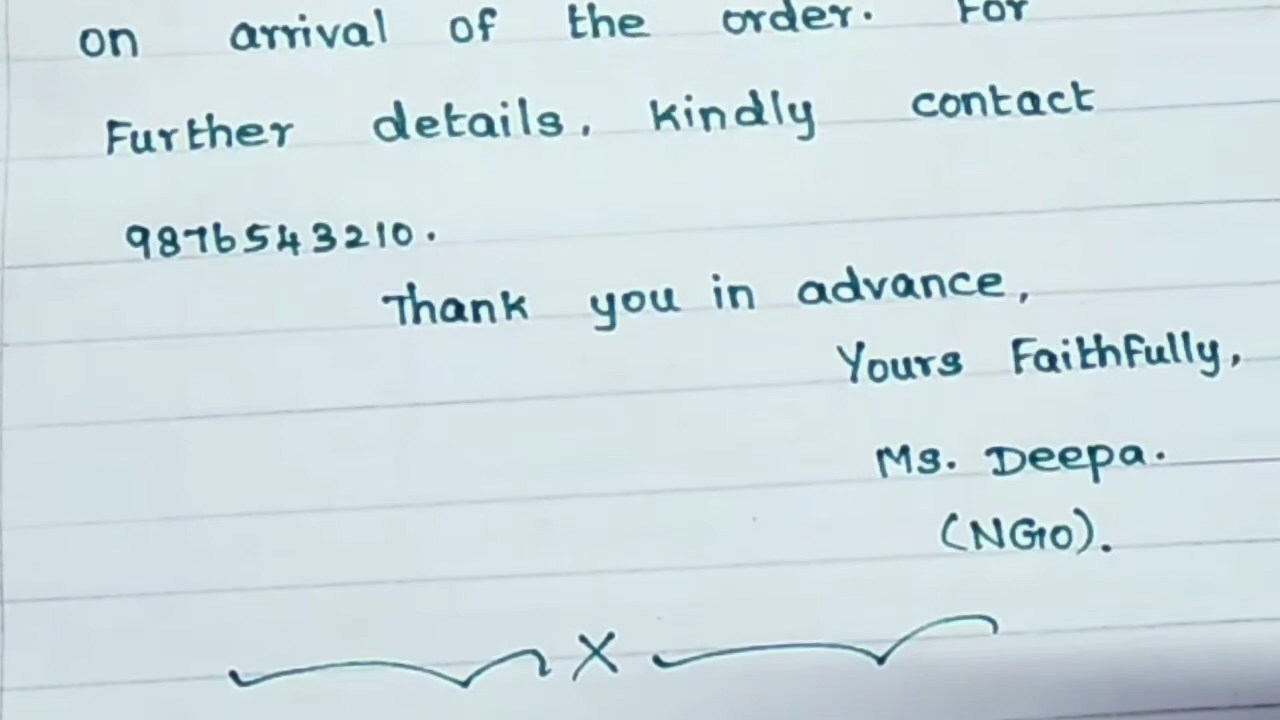 on arrival of the order. For
Further details, kindly contact
9876543210.
Thank you in advance,
Yours Faithfully,
Ms. Deepa.
(NGO).
X